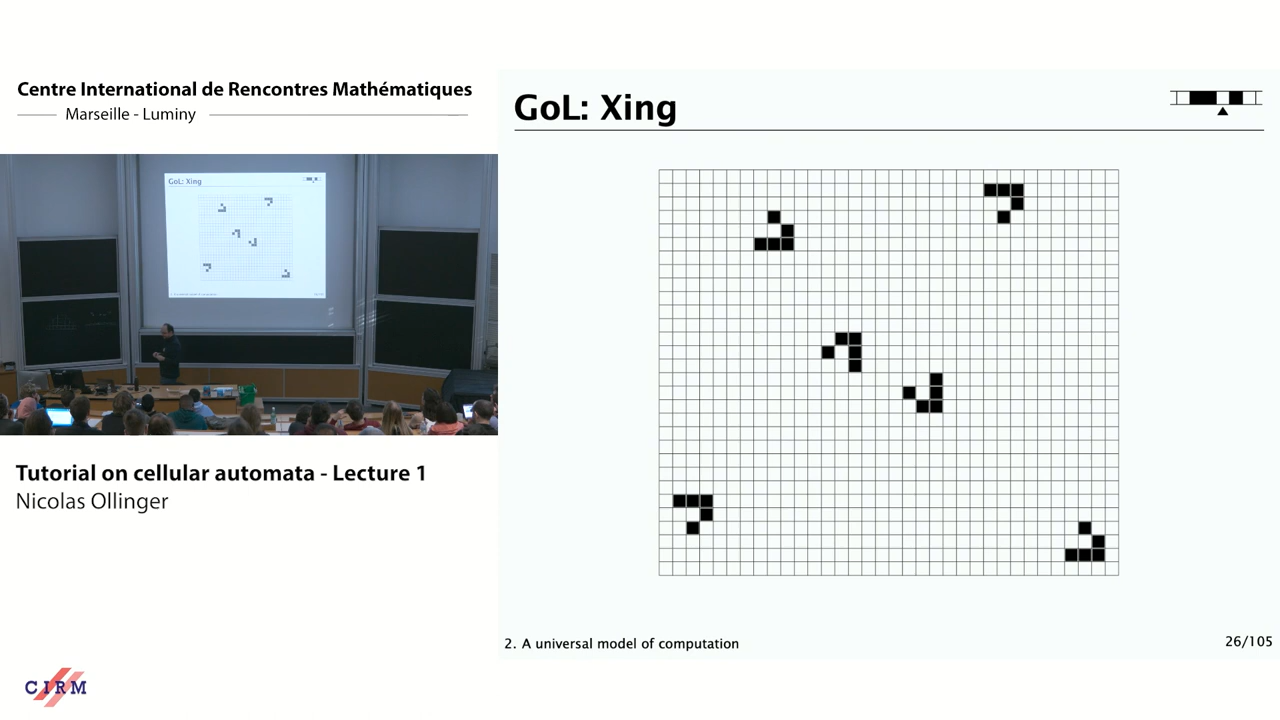 Centre International de Rencontres Mathématiques
Marseille - Luminy
GoL: Xing
GoL: Xing
Tutorial on cellular automata - Lecture 1
Nicolas Ollinger
2. A universal model of computation
26/105
CIRM